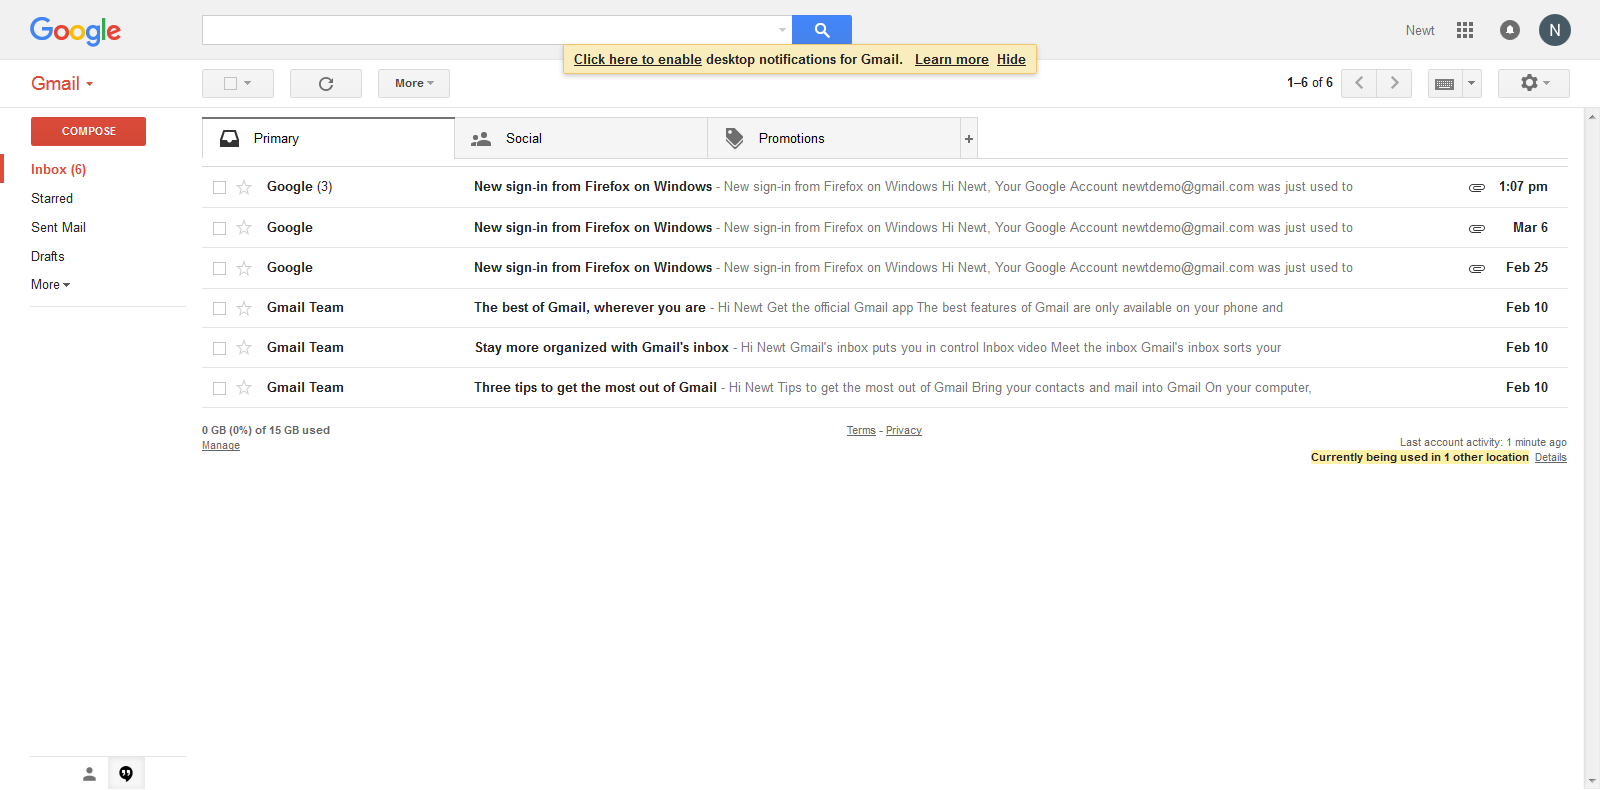 Google
Newt
N
Click here to enable desktop notifications for Gmail. Learn more Hide
Gmail
More
1–6 of 6
COMPOSE
Primary
Social
Promotions
+
Inbox (6)
Starred
Sent Mail
Drafts
More
Google (3) New sign-in from Firefox on Windows - New sign-in from Firefox on Windows Hi Newt, Your Google Account newtdemo@gmail.com was just used to 1:07 pm
Google New sign-in from Firefox on Windows - New sign-in from Firefox on Windows Hi Newt, Your Google Account newtdemo@gmail.com was just used to Mar 6
Google New sign-in from Firefox on Windows - New sign-in from Firefox on Windows Hi Newt, Your Google Account newtdemo@gmail.com was just used to Feb 25
Gmail Team The best of Gmail, wherever you are - Hi Newt Get the official Gmail app The best features of Gmail are only available on your phone and Feb 10
Gmail Team Stay more organized with Gmail's inbox - Hi Newt Gmail's inbox puts you in control Inbox video Meet the inbox Gmail's inbox sorts your Feb 10
Gmail Team Three tips to get the most out of Gmail - Hi Newt Tips to get the most out of Gmail Bring your contacts and mail into Gmail On your computer, Feb 10
0 GB (0%) of 15 GB used
Manage
Terms - Privacy
Last account activity: 1 minute ago
Currently being used in 1 other location Details